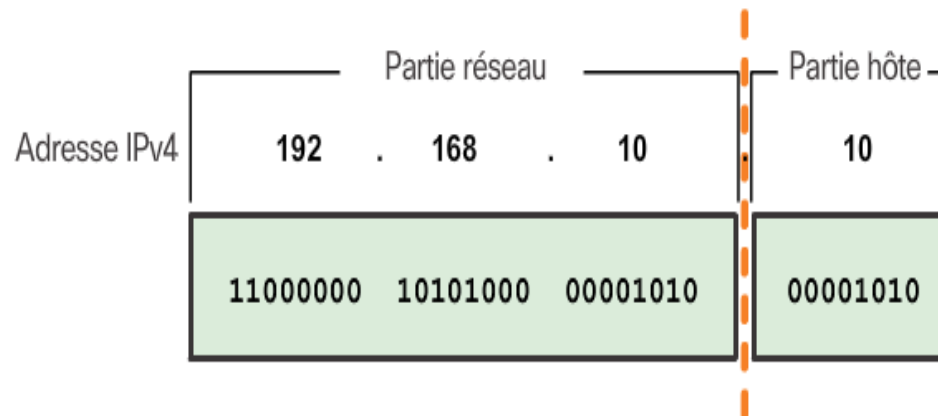 Partie réseau Partie hôte
Adresse IPv4 192 . 168 . 10 . 10
11000000 10101000 00001010 00001010